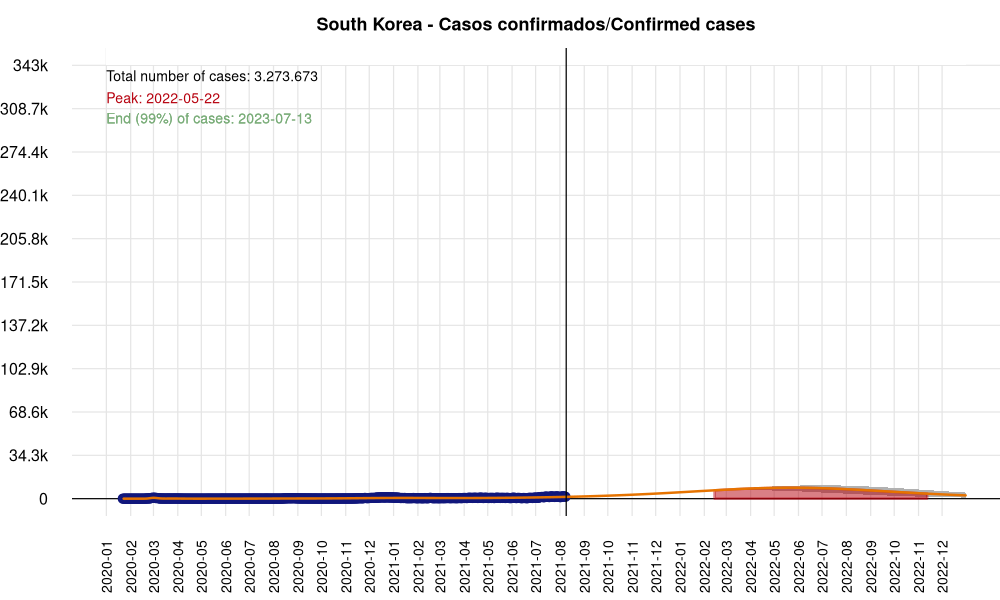 South Korea - Casos confirmados/Confirmed cases
Total number of cases: 3.273.673
Peak: 2022-05-22
End (99%) of cases: 2023-07-13
343k
308.7k
274.4k
240.1k
205.8k
171.5k
137.2k
102.9k
68.6k
34.3k
0
2020-01
2020-02
2020-03
2020-04
2020-05
2020-06
2020-07
2020-08
2020-09
2020-10
2020-11
2020-12
2021-01
2021-02
2021-03
2021-04
2021-05
2021-06
2021-07
2021-08
2021-09
2021-10
2021-11
2021-12
2022-01
2022-02
2022-03
2022-04
2022-05
2022-06
2022-07
2022-08
2022-09
2022-10
2022-11
2022-12